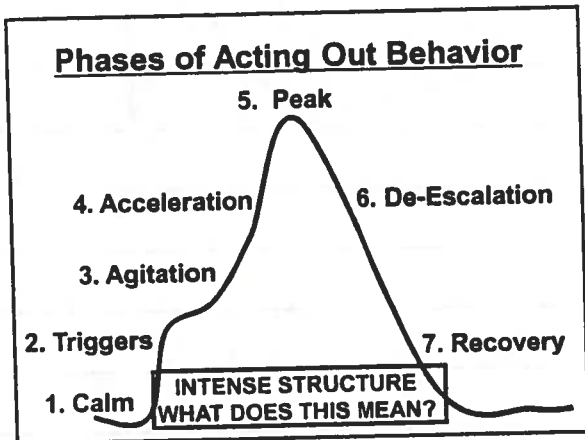 Phases of Acting Out Behavior
5. Peak
4. Acceleration
6. De-Escalation
3. Agitation
2. Triggers
7. Recovery
1. Calm
INTENSE STRUCTURE
WHAT DOES THIS MEAN?